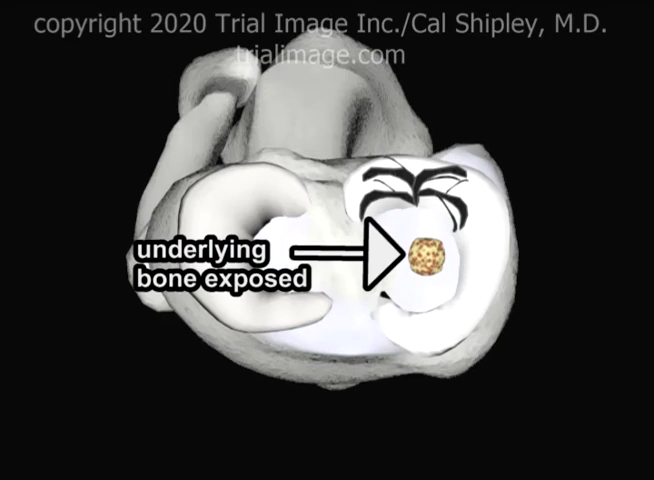 copyright 2020 Trial Image Inc./Cal Shipley, M.D.
trialimage.com
underlying
bone exposed